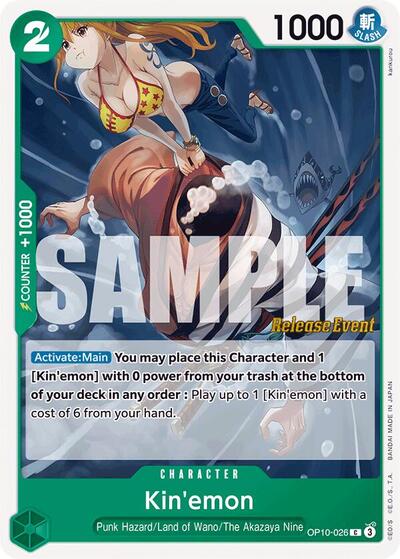 2
1000
斬
SLASH
karikurou
COUNTER +1000
SAMPLE
Release Event
Activate:Main You may place this Character and 1
[Kin'emon] with 0 power from your trash at the bottom
of your deck in any order : Play up to 1 [Kin'emon] with a
cost of 6 from your hand.
CHARACTER
Kin'emon
Punk Hazard/Land of Wano/The Akazaya Nine
OP10-026 C 3
©E.O./S. ©E.O.S., T.A. BANDAI MADE IN JAPAN